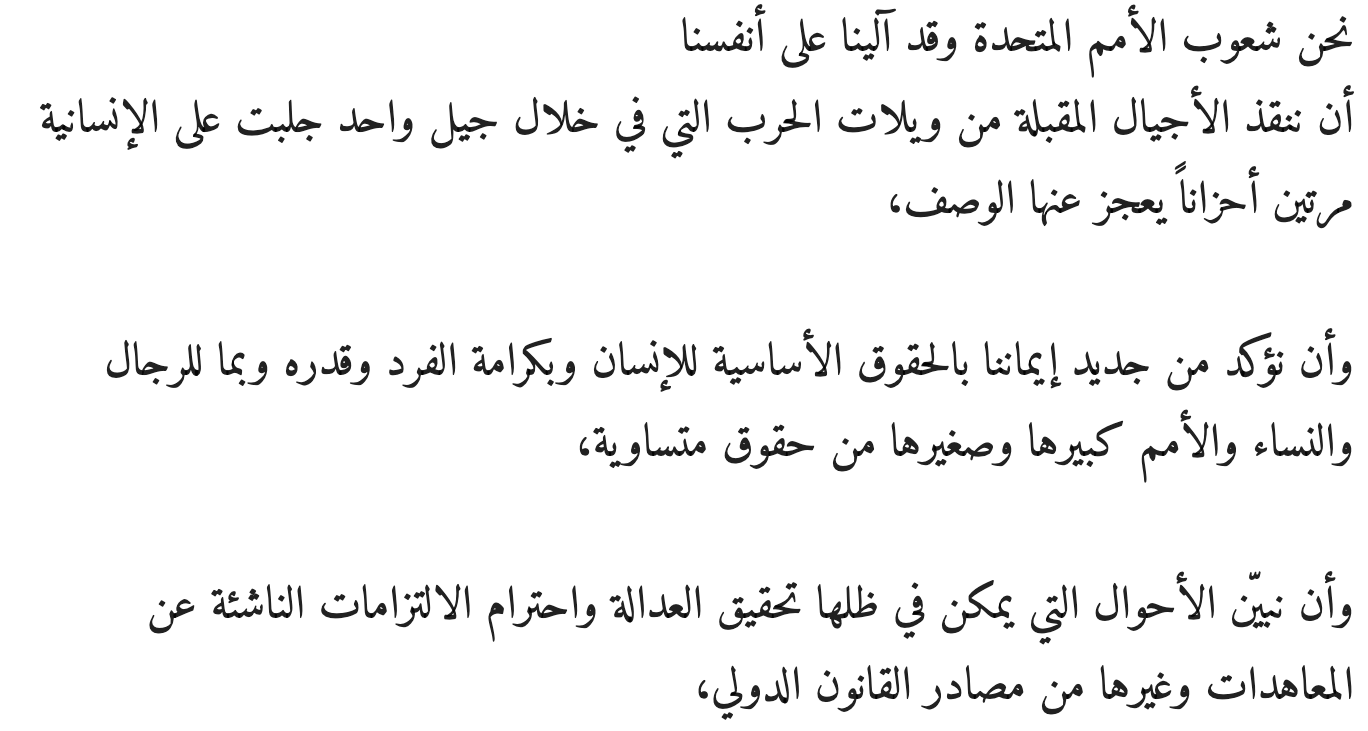 نحن شعوب الأمم المتحدة وقد آلينا على أنفسنا
أن ننقذ الأجيال المقبلة من ويلات الحرب التي في خلال جيل واحد جلبت على الإنسانية
مرتين أحزاناً يعجز عنها الوصف،
وأن نؤكد من جديد إيماننا بالحقوق الأساسية للإنسان وبكرامة الفرد وقدره وبما للرجال
والنساء والأمم كبيرها وصغيرها من حقوق متساوية،
وأن نبيّن الأحوال التي يمكن في ظلها تحقيق العدالة واحترام الالتزامات الناشئة عن
المعاهدات وغيرها من مصادر القانون الدولي،